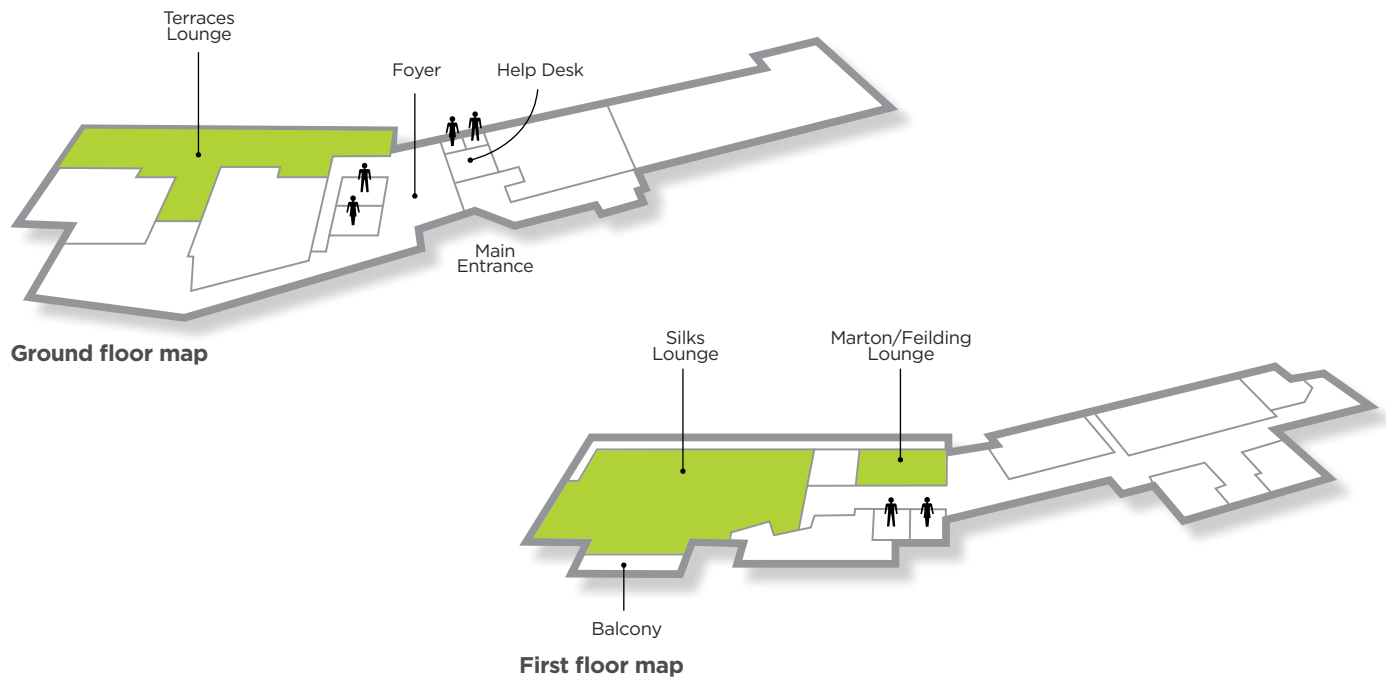 Terraces
Lounge
Foyer
Help Desk
Main
Entrance
Ground floor map
Silks
Lounge
Marton/Feilding
Lounge
Balcony
First floor map